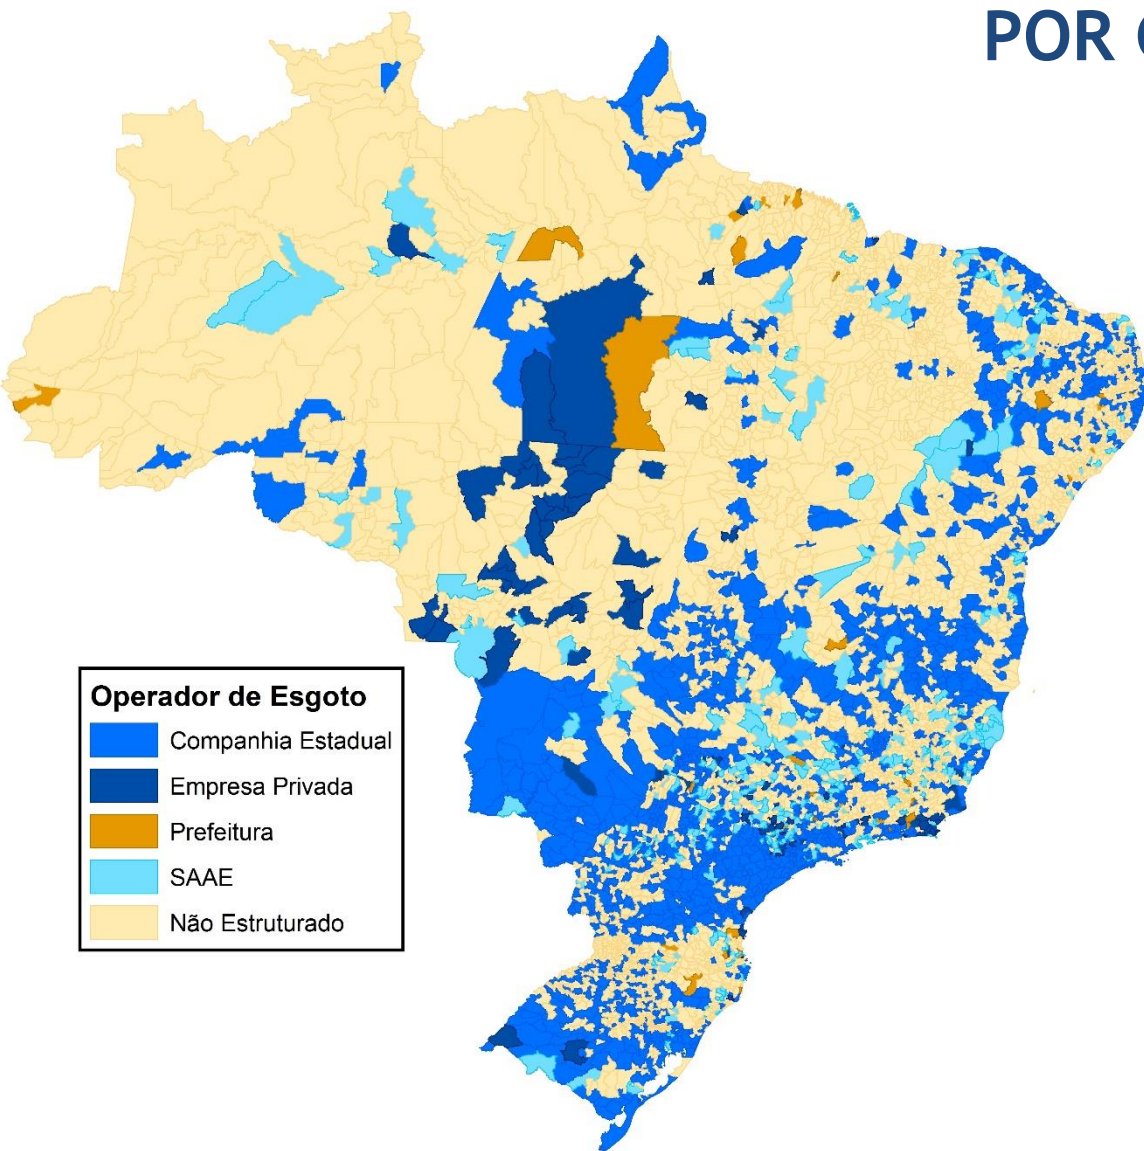 POR
Operador de Esgoto
Companhia Estadual
Empresa Privada
Prefeitura
SAAE
Não Estruturado